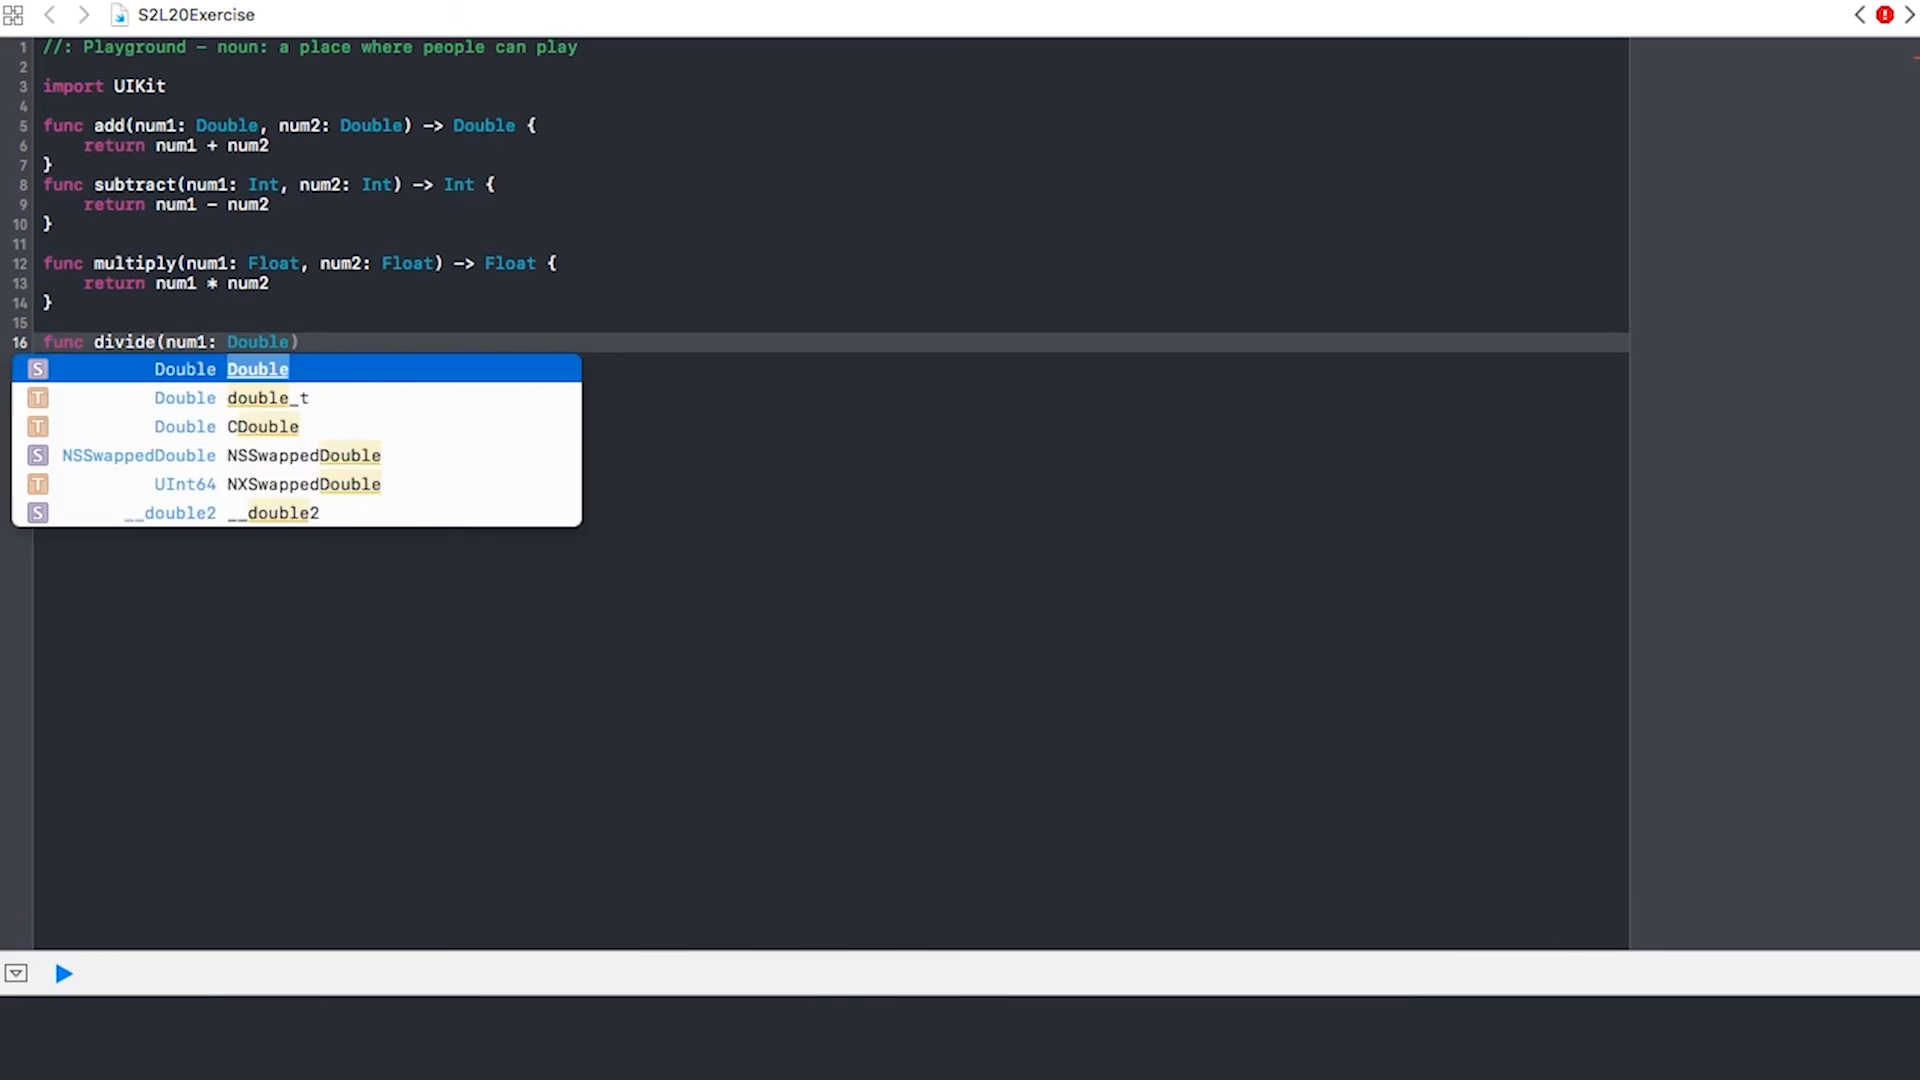 S2L20Exercise
1 //: Playground - noun: a place where people can play
2
3 import UIKit
4
5 func add(num1: Double, num2: Double) -> Double {
6 return num1 + num2
7 }
8 func subtract(num1: Int, num2: Int) -> Int {
9 return num1 - num2
10 }
11
12 func multiply(num1: Float, num2: Float) -> Float {
13 return num1 * num2
14 }
15
16 func divide(num1: Double)
S Double Double
T Double double_t
T Double CDouble
S NSSwappedDouble NSSwappedDouble
T UInt64 NXSwappedDouble
S __double2 __double2